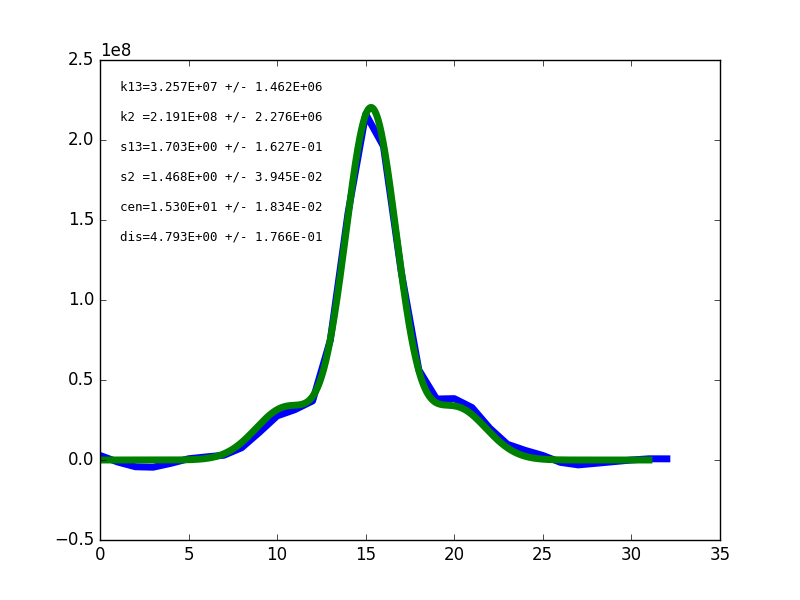 1e8
2.5
k13=3.257E+07 +/- 1.462E+06
k2 =2.191E+08 +/- 2.276E+06
2.0
s13=1.703E+00 +/- 1.627E-01
s2 =1.468E+00 +/- 3.945E-02
cen=1.530E+01 +/- 1.834E-02
1.5
dis=4.793E+00 +/- 1.766E-01
1.0
0.5
0.0
−0.5
0 5 10 15 20 25 30 35